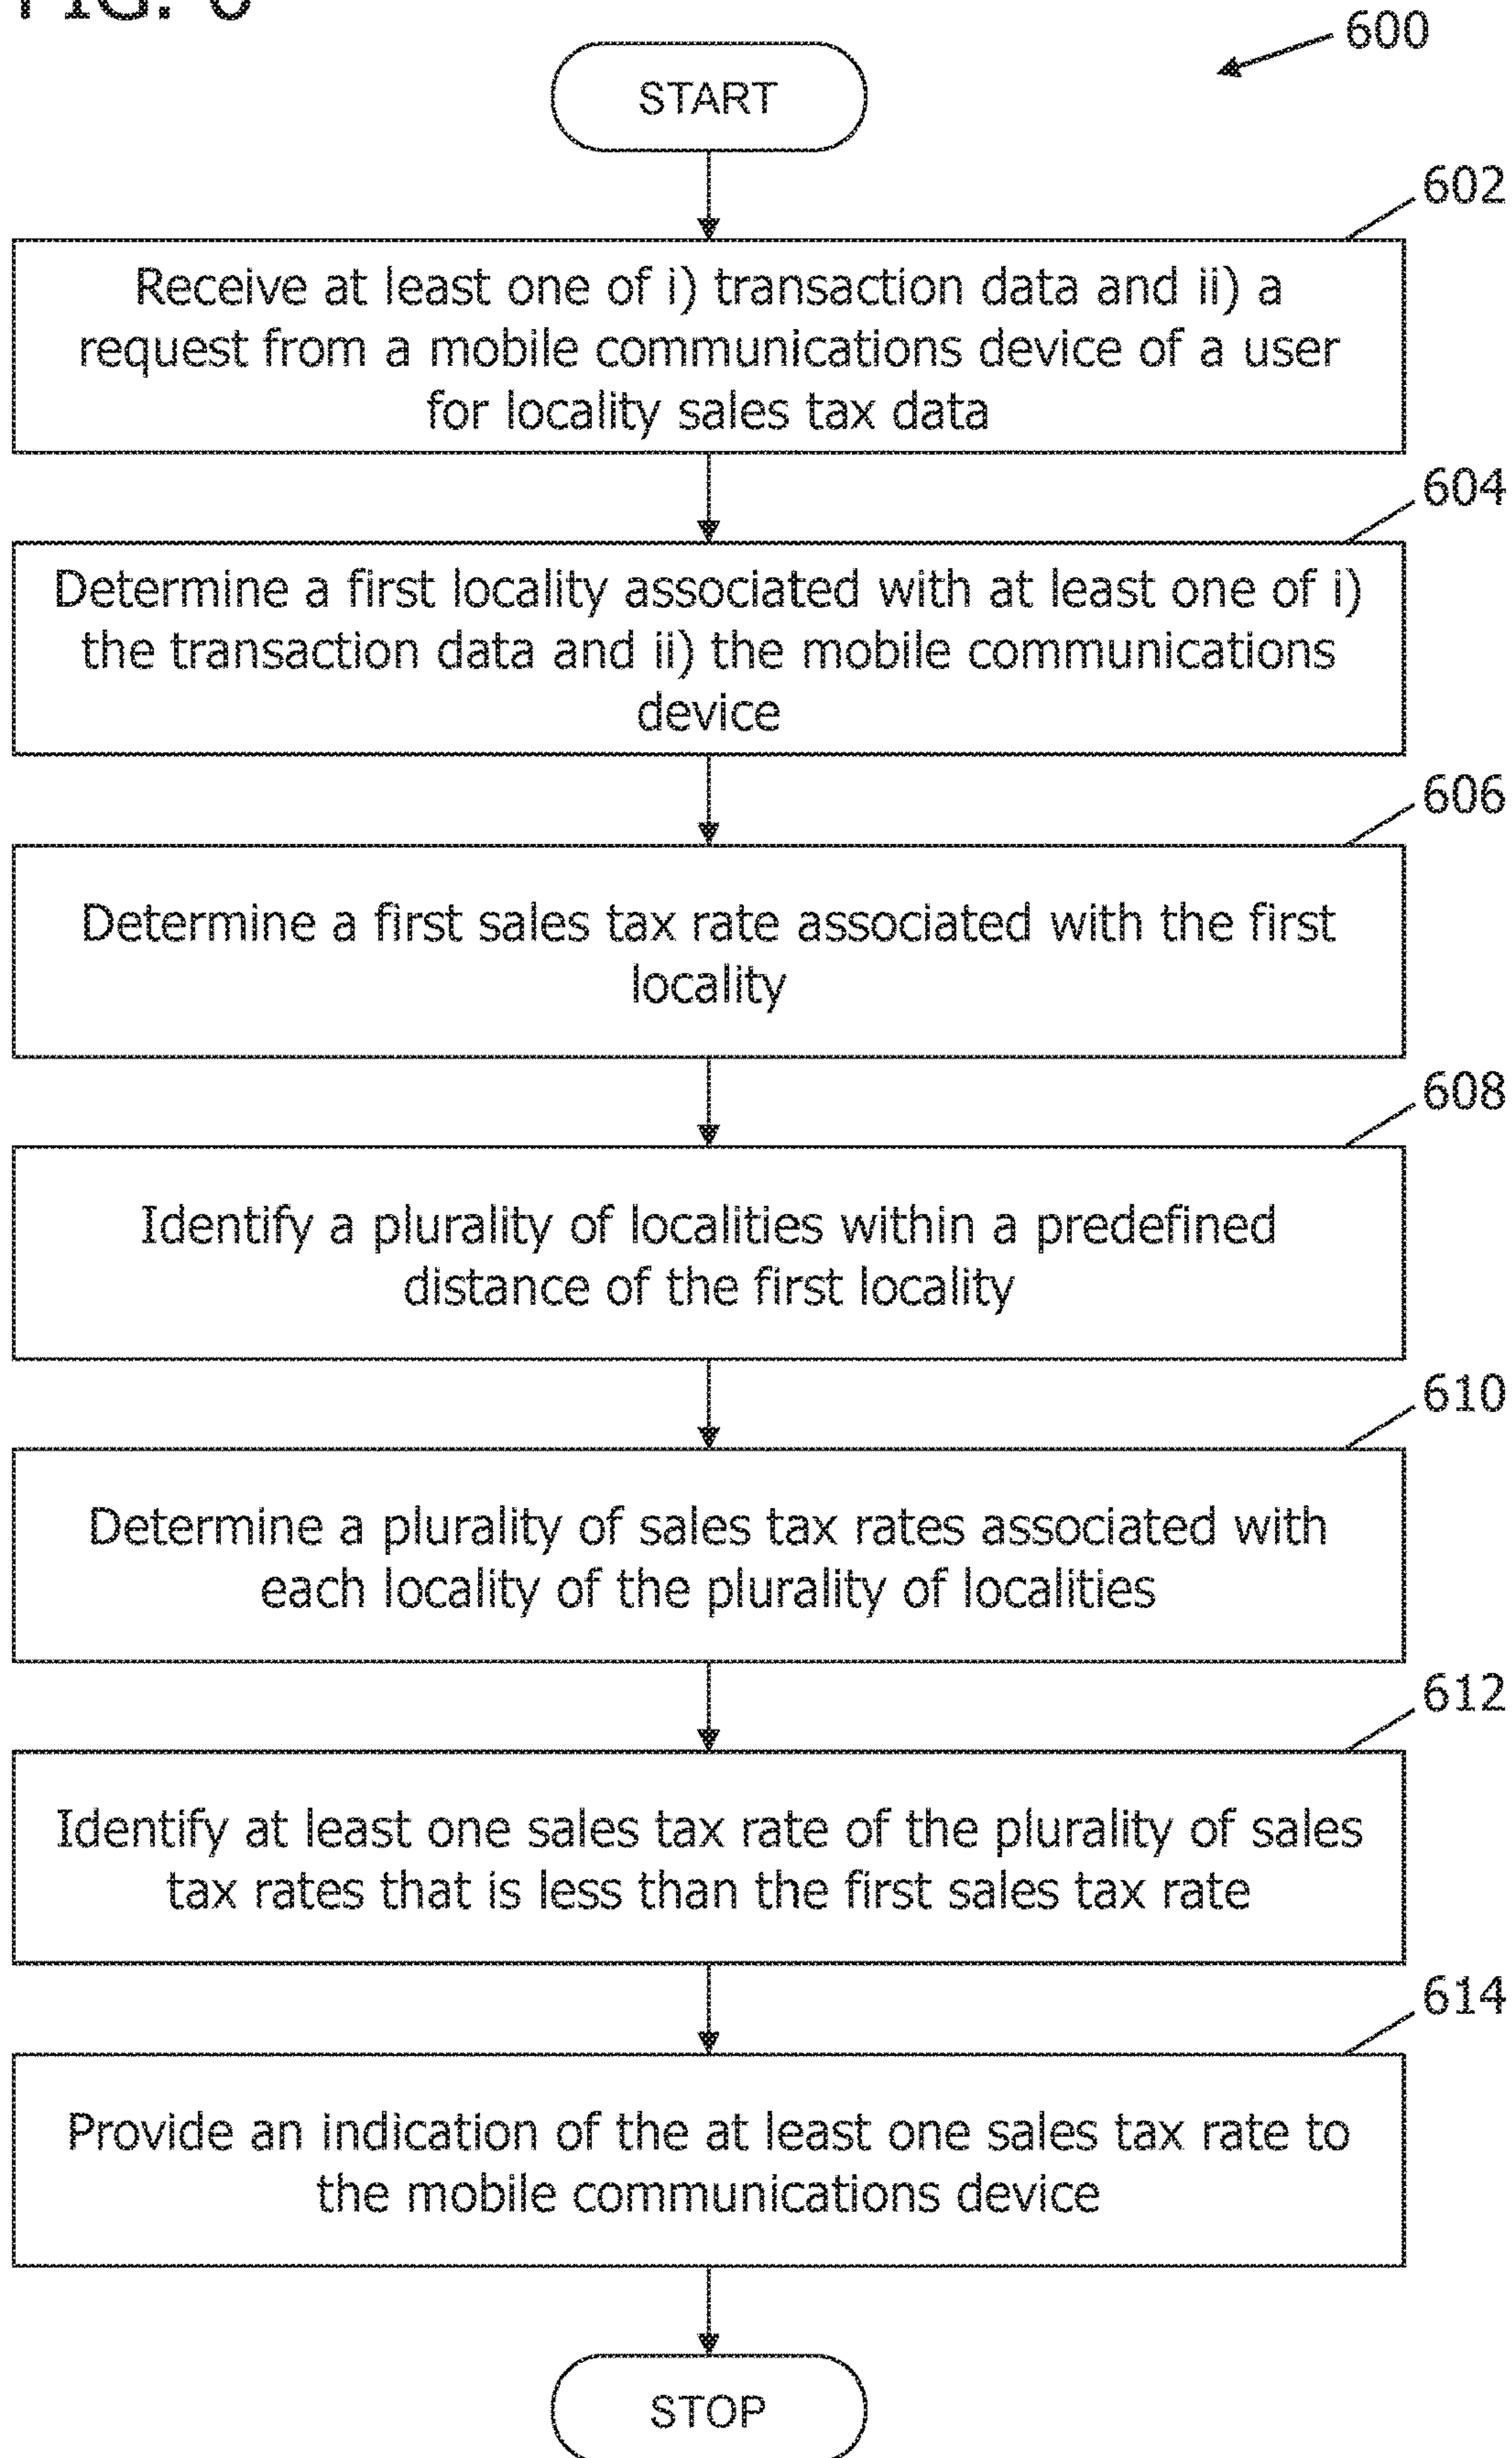 FIG. 6
600
START
602
Receive at least one of i) transaction data and ii) a
request from a mobile communications device of a user
for locality sales tax data
604
Determine a first locality associated with at least one of i)
the transaction data and ii) the mobile communications
device
606
Determine a first sales tax rate associated with the first
locality
608
Identify a plurality of localities within a predefined
distance of the first locality
610
Determine a plurality of sales tax rates associated with
each locality of the plurality of localities
612
Identify at least one sales tax rate of the plurality of sales
tax rates that is less than the first sales tax rate
614
Provide an indication of the at least one sales tax rate to
the mobile communications device
STOP